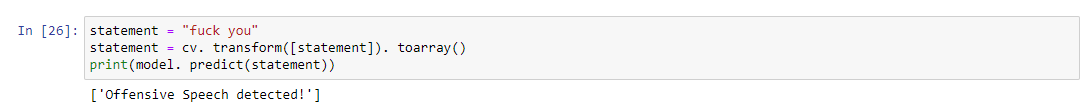 In [26]: statement = "fuck you"
statement = cv. transform([statement]). toarray()
print(model. predict(statement))
['Offensive Speech detected!']